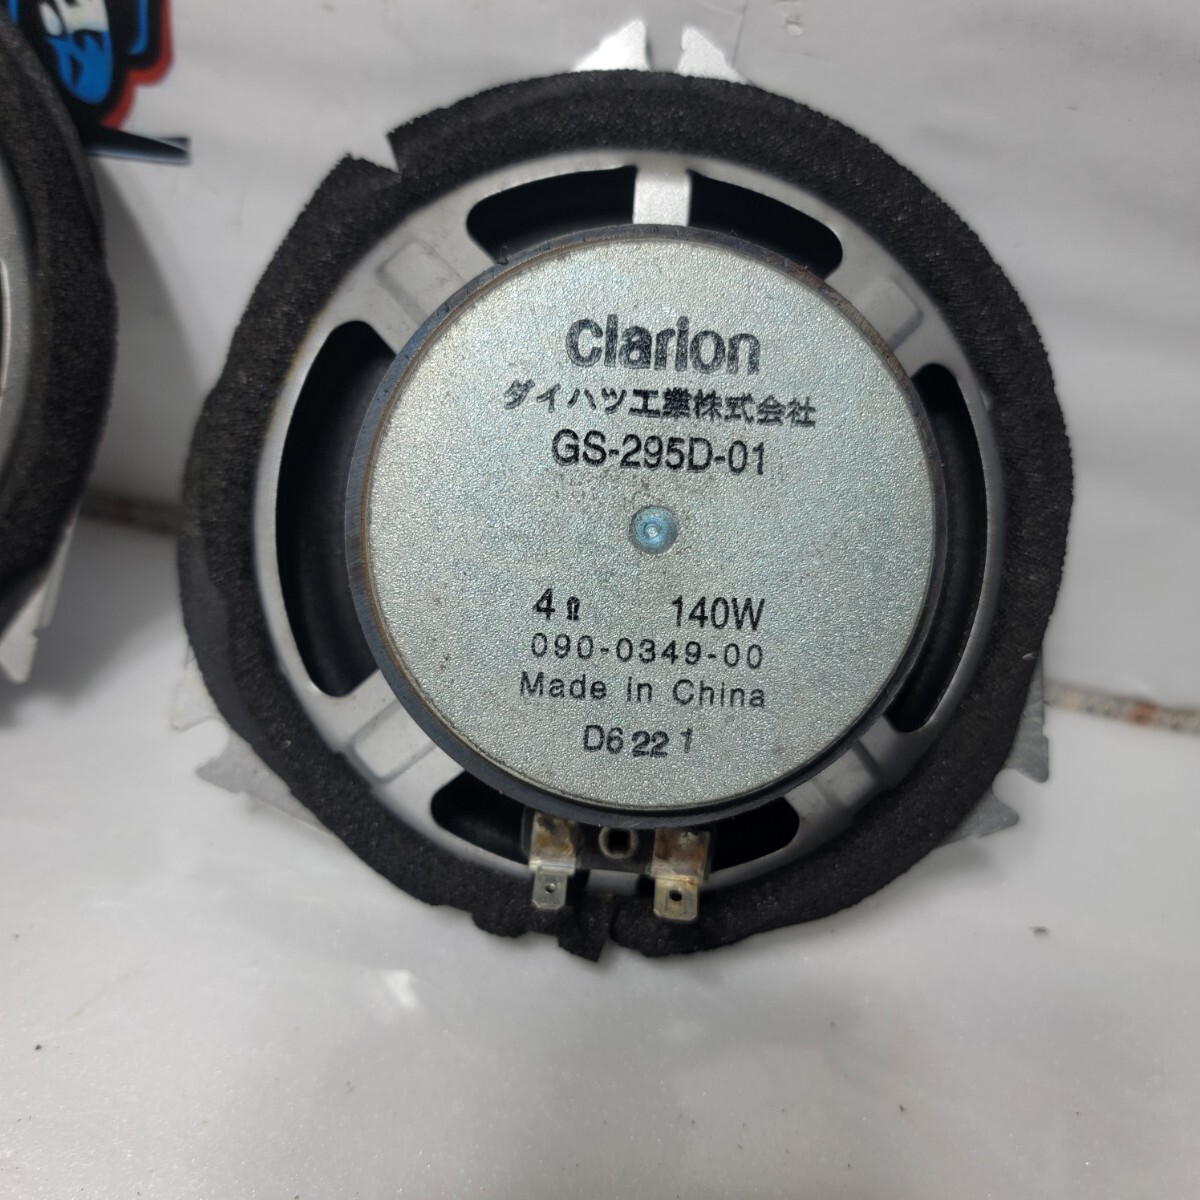 clarion
ダイハツ工業株式会社
GS-295D-01
4Ω 140W
090-0349-00
Made in China
D6 22 1